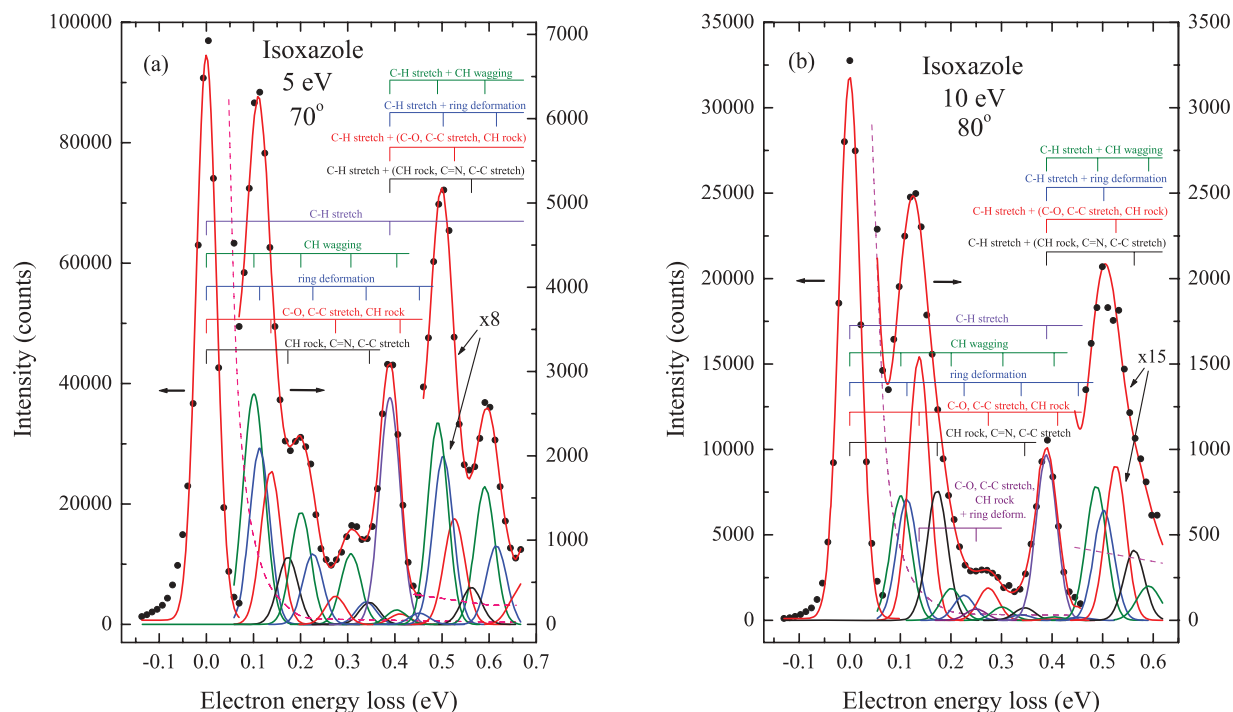 (a)
Isoxazole
5 eV
70°
C-H stretch + CH wagging
C-H stretch + ring deformation
C-H stretch + (C-O, C-C stretch, CH rock)
C-H stretch + (CH rock, C=N, C-C stretch)
C-H stretch
CH wagging
ring deformation
C-O, C-C stretch, CH rock
CH rock, C=N, C-C stretch
x8
100000
80000
60000
40000
20000
0
7000
6000
5000
4000
3000
2000
1000
0
-0.1 0.0 0.1 0.2 0.3 0.4 0.5 0.6 0.7
Intensity (counts)
Electron energy loss (eV)
(b)
Isoxazole
10 eV
80°
C-H stretch + CH wagging
C-H stretch + ring deformation
C-H stretch + (C-O, C-C stretch, CH rock)
C-H stretch + (CH rock, C=N, C-C stretch)
C-H stretch
CH wagging
ring deformation
C-O, C-C stretch, CH rock
CH rock, C=N, C-C stretch
C-O, C-C stretch,
CH rock
+ ring deform.
x15
35000
30000
25000
20000
15000
10000
5000
0
3500
3000
2500
2000
1500
1000
500
0
-0.1 0.0 0.1 0.2 0.3 0.4 0.5 0.6
Intensity (counts)
Electron energy loss (eV)